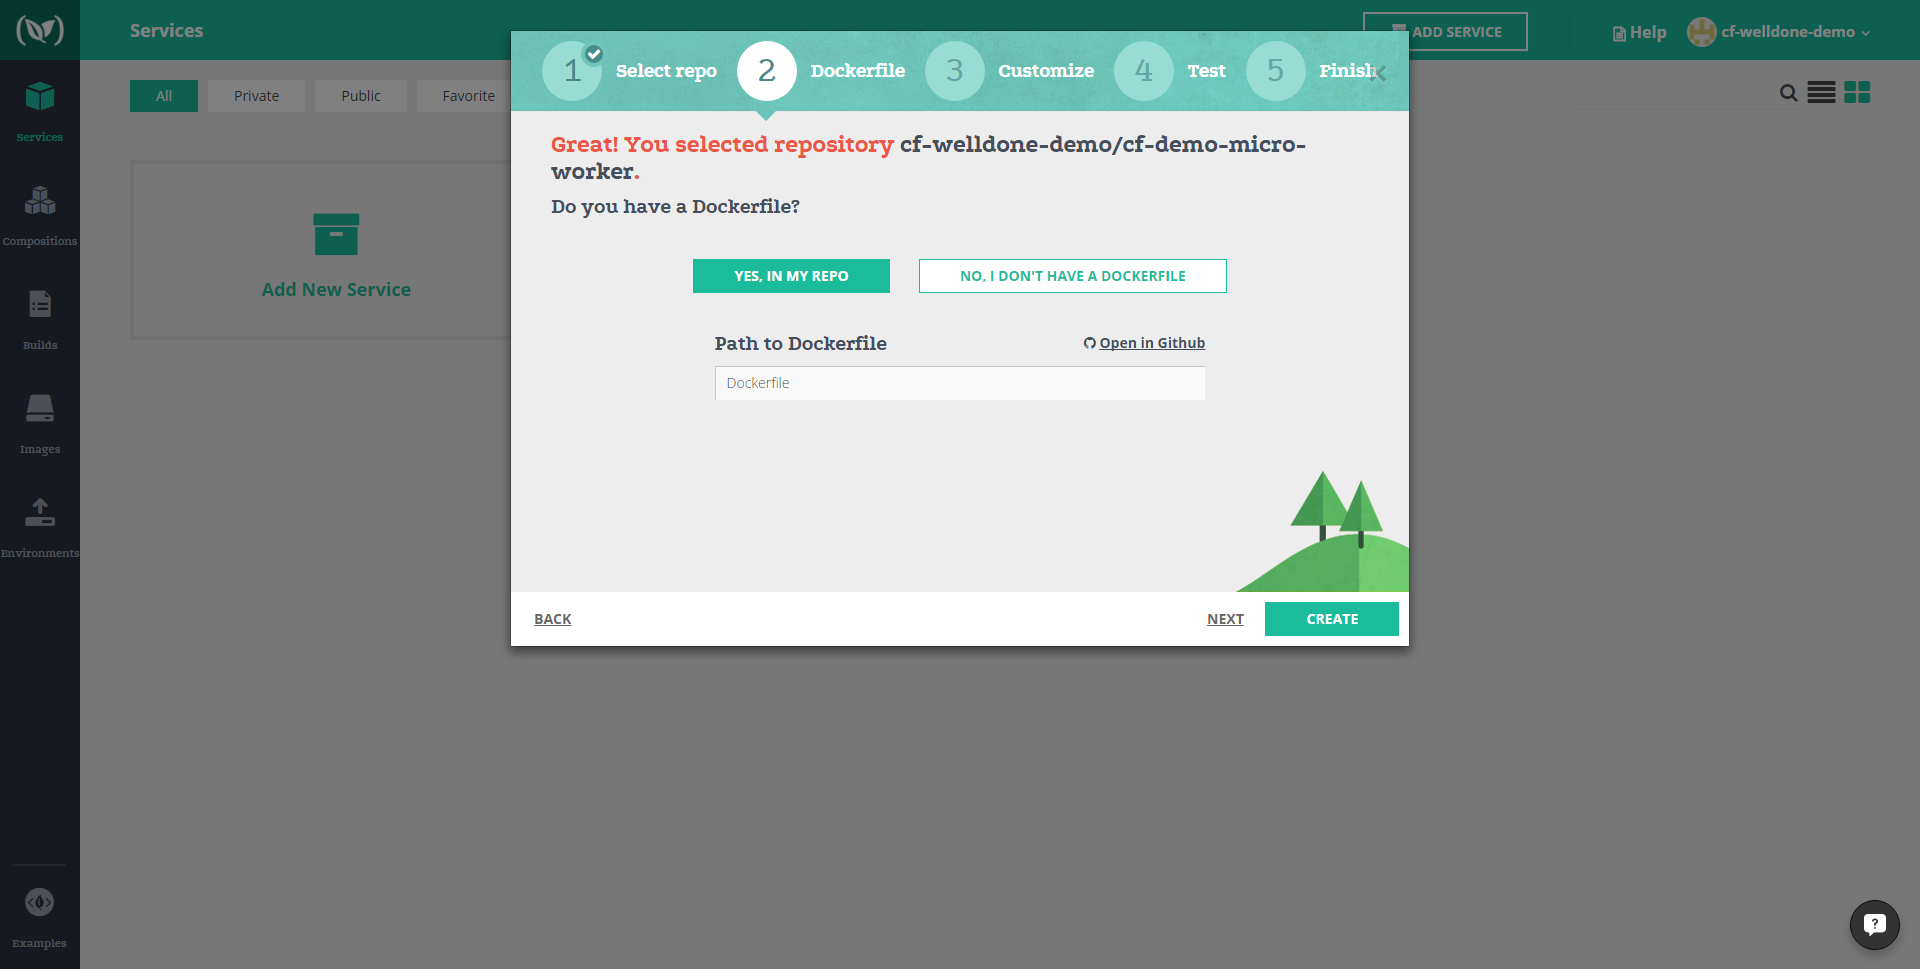 Services
ADD SERVICE
Help
cf-welldone-demo
All
Private
Public
Favorite
Services
Compositions
Builds
Images
Environments
Examples
Add New Service
1
Select repo
2
Dockerfile
3
Customize
4
Test
5
Finish
Great! You selected repository cf-welldone-demo/cf-demo-micro-
worker.
Do you have a Dockerfile?
YES, IN MY REPO
NO, I DON'T HAVE A DOCKERFILE
Path to Dockerfile
Open in Github
Dockerfile
BACK
NEXT
CREATE
?